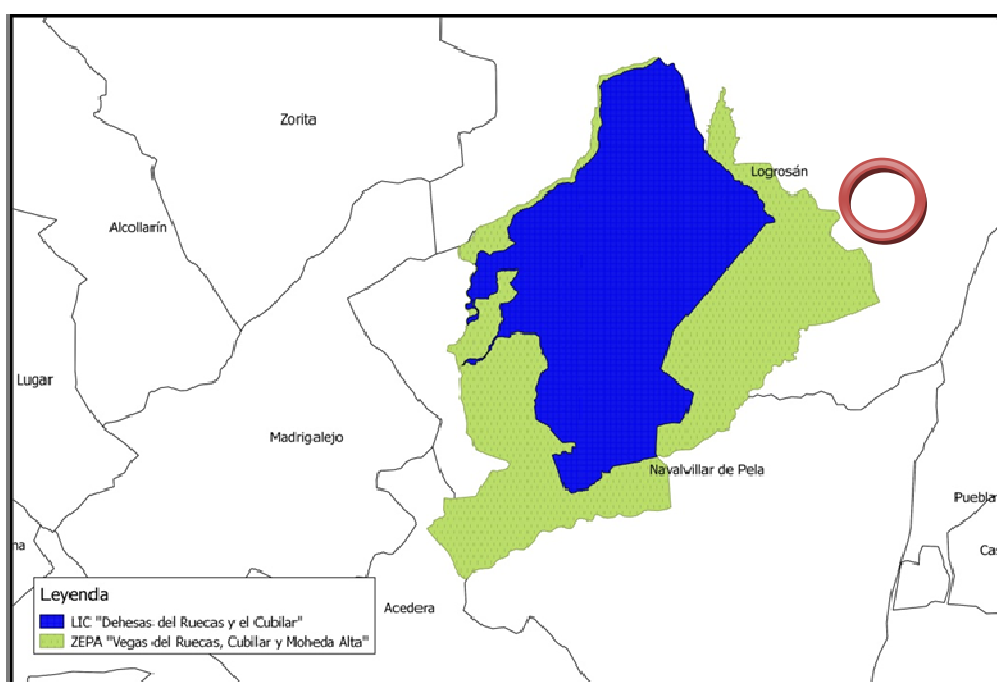 Zorita
Logrosán
Alcollarín
Lugar
Madrigalejo
Navalvillar de Pela
Puebla
na
Cas
Acedera
Leyenda
LIC "Dehesas del Ruecas y el Cubilar"
ZEPA "Vegas del Ruecas, Cubilar y Moheda Alta"